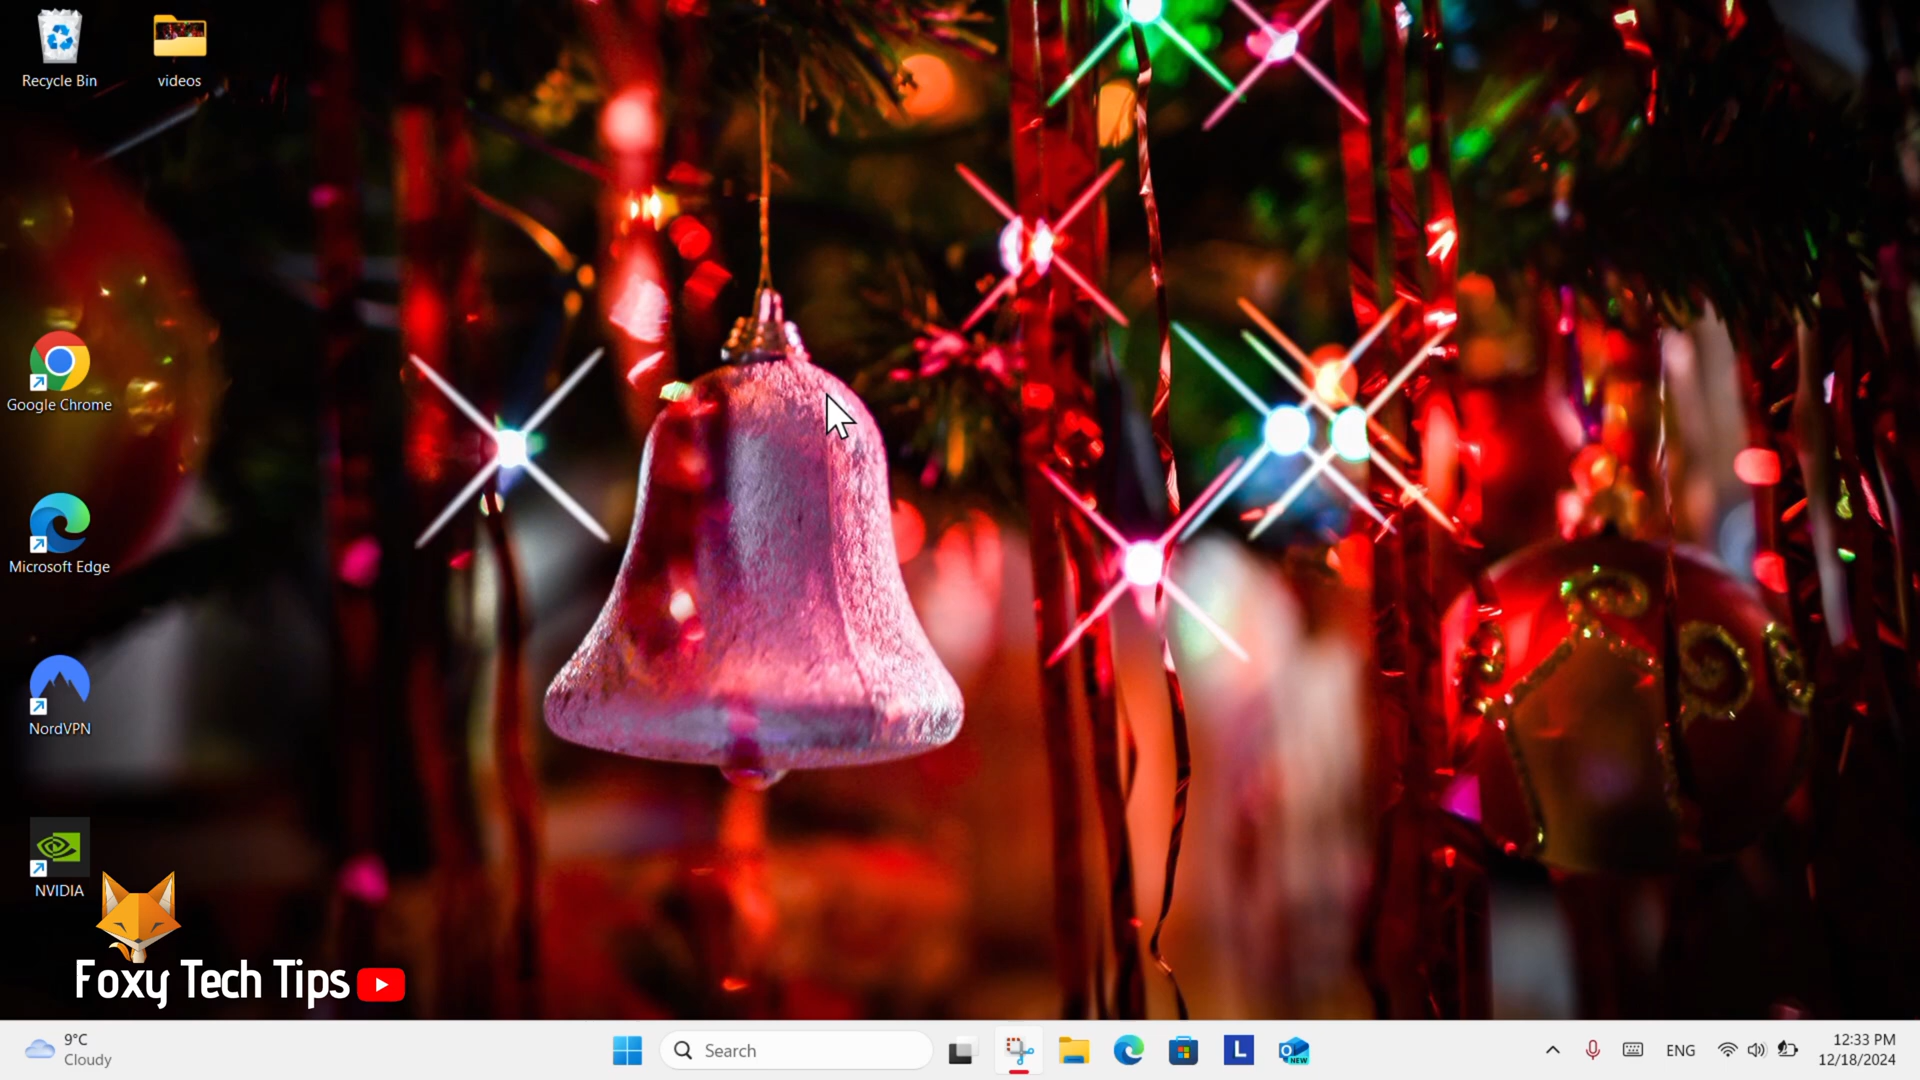 Recycle Bin
videos
Google Chrome
Microsoft Edge
NordVPN
NVIDIA
Foxy Tech Tips
9°C
Cloudy
Search
L
NEW
ENG
12:33 PM
12/18/2024